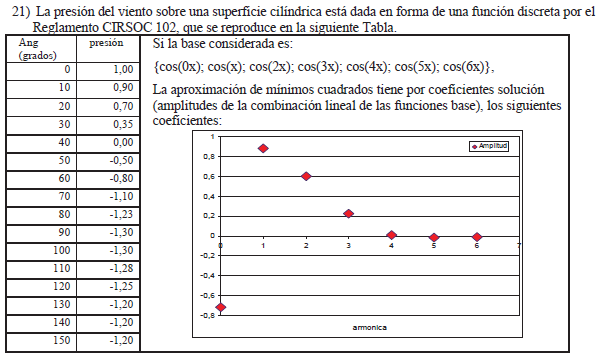 21) La presión del viento sobre una superficie cilíndrica está dada en forma de una función discreta por el
Reglamento CIRSOC 102, que se reproduce en la siguiente Tabla.
Ang (grados) presión
0 1,00
10 0,90
20 0,70
30 0,35
40 0,00
50 -0,50
60 -0,80
70 -1,10
80 -1,23
90 -1,30
100 -1,30
110 -1,28
120 -1,25
130 -1,20
140 -1,20
150 -1,20
Si la base considerada es:
{cos(0x); cos(x); cos(2x); cos(3x); cos(4x); cos(5x); cos(6x)},
La aproximación de mínimos cuadrados tiene por coeficientes solución
(amplitudes de la combinación lineal de las funciones base), los siguientes
coeficientes:
Amplitud
1
0,8
0,6
0,4
0,2
0
-0,2
-0,4
-0,6
-0,8
0 1 2 3 4 5 6 7
armonica